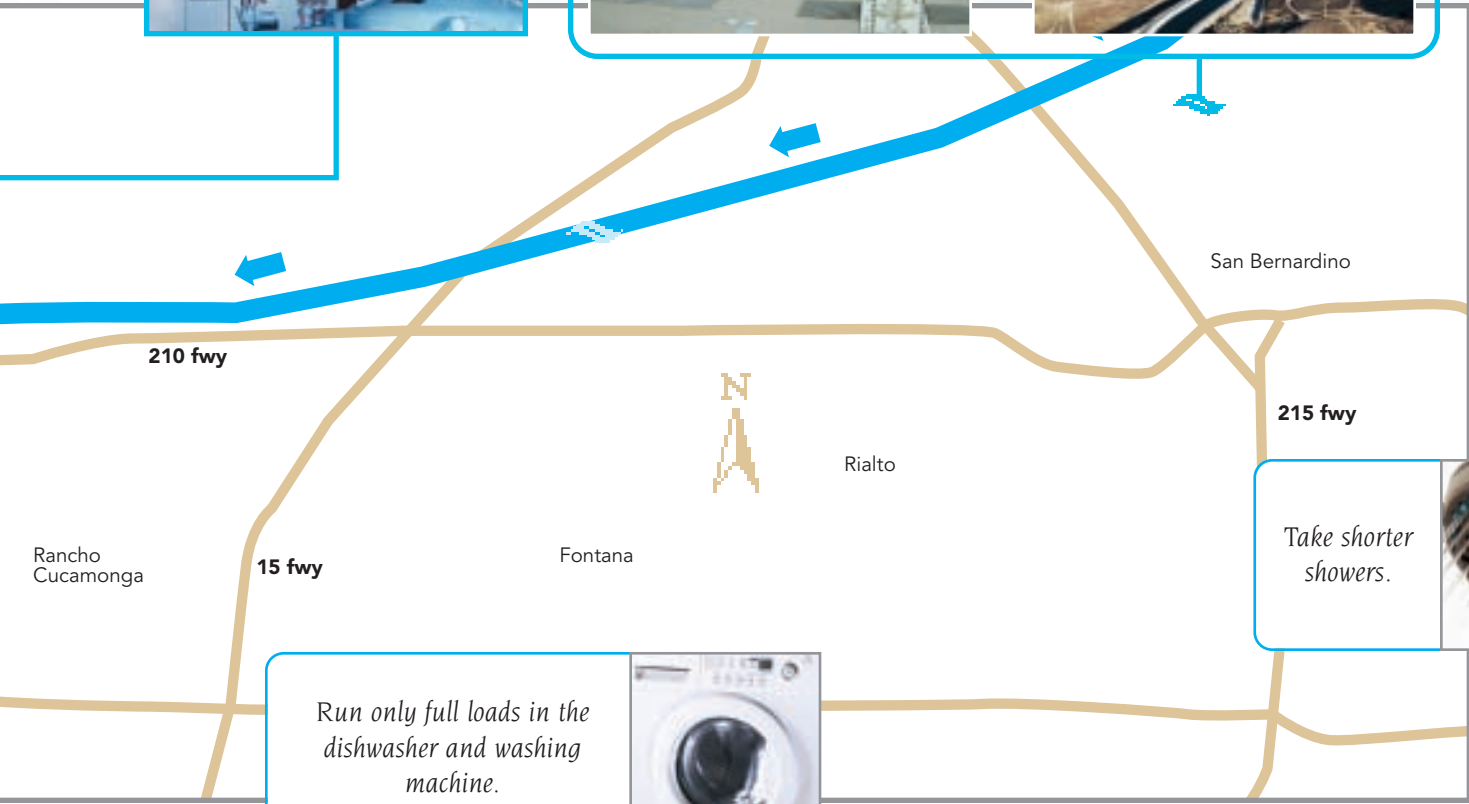 San Bernardino
210 fwy
N
215 fwy
Rialto
Take shorter
showers.
Rancho
Cucamonga
15 fwy
Fontana
Run only full loads in the
dishwasher and washing
machine.